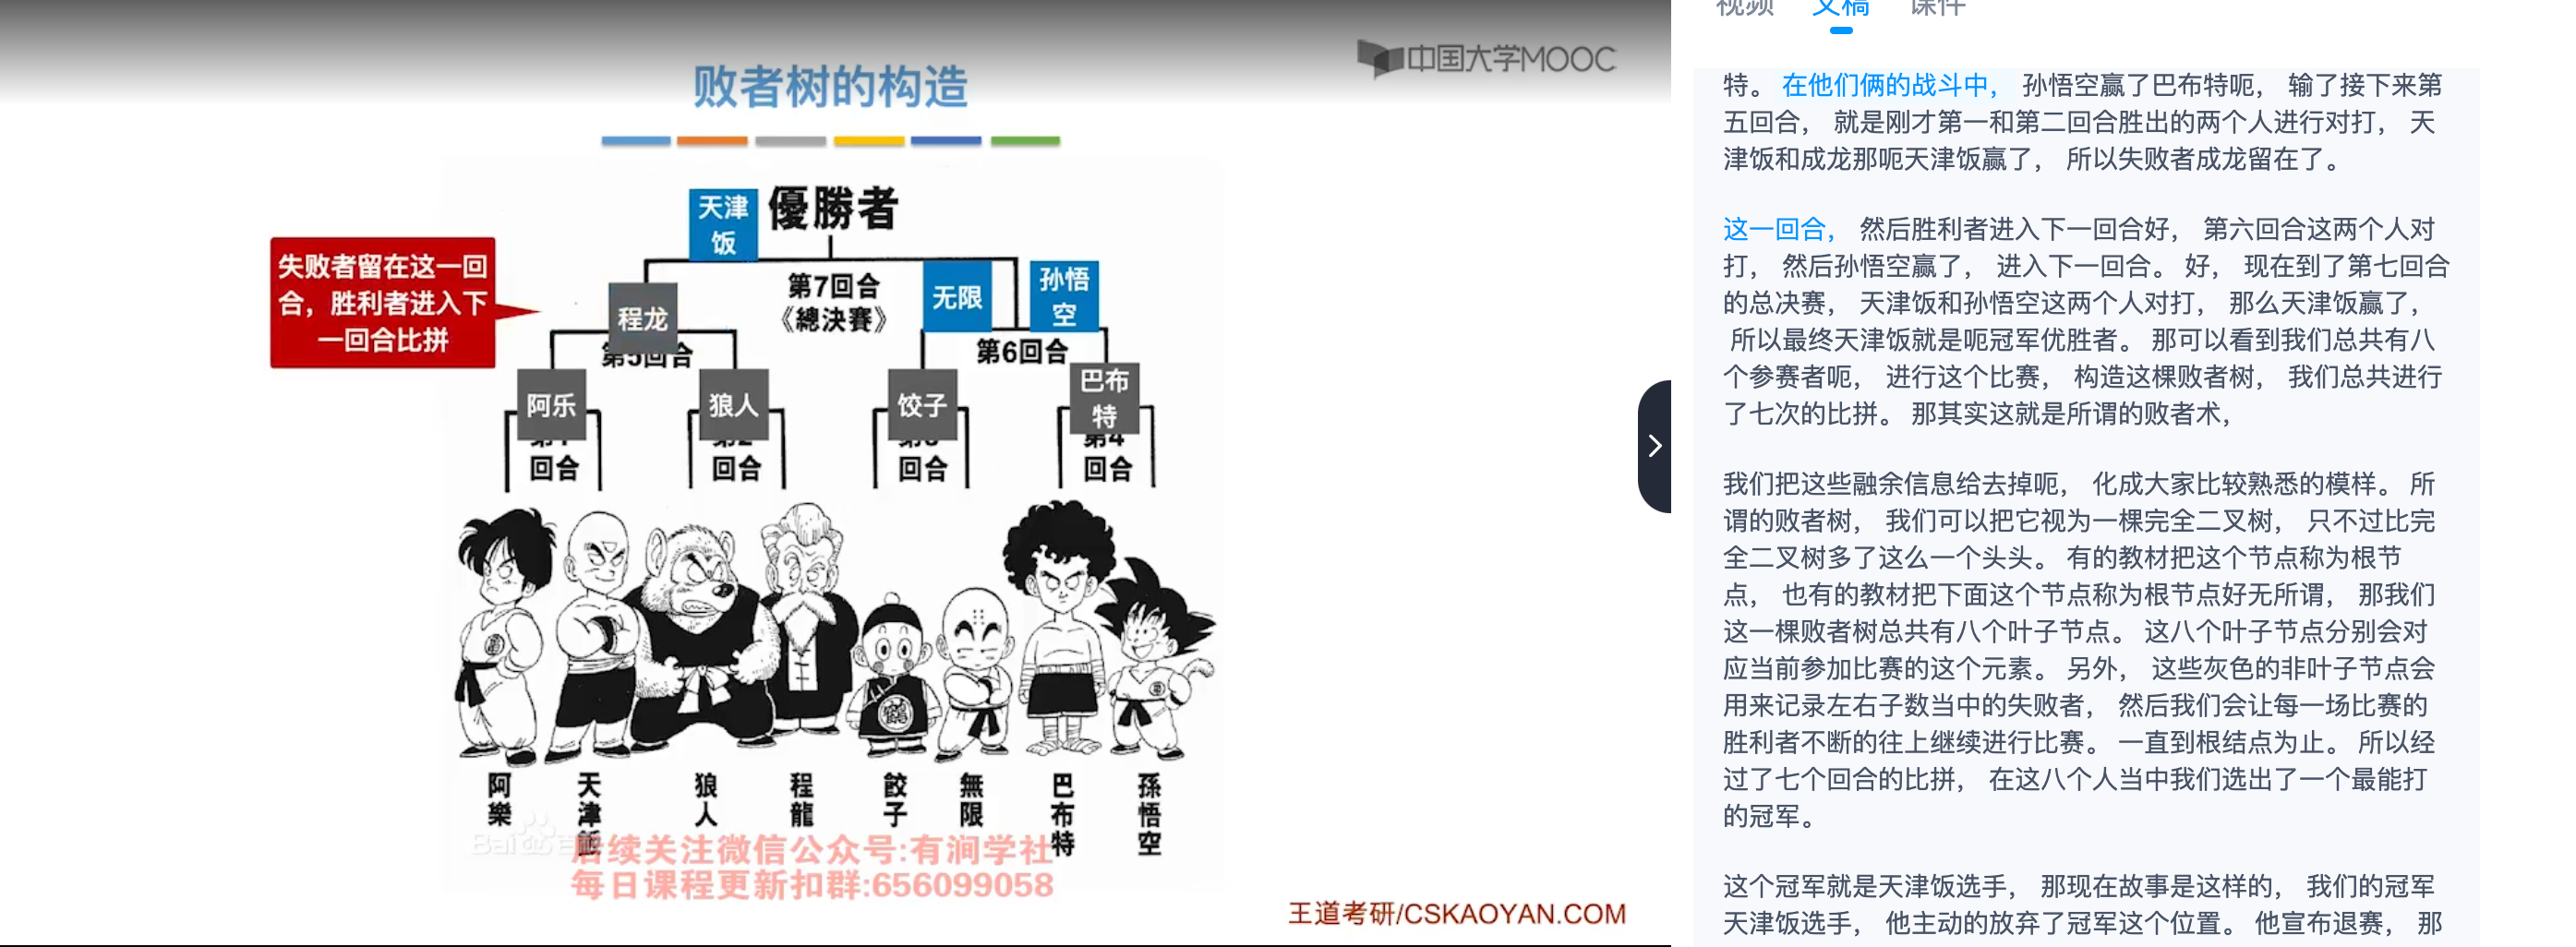 败者树的构造
中国大学MOOC
天津
饭
優勝者
失败者留在这一回
合，胜利者进入下
一回合比拼
程龙
第7回合
《總決賽》
无限
孙悟
空
第5回合
第6回合
阿乐
狼人
饺子
巴布
特
第1
回合
第2
回合
第3
回合
第4
回合
阿樂
天津飯
狼人
程龍
餃子
無限
巴布特
孫悟空
后续关注微信公众号:有涧学社
每日课程更新扣群:656099058
王道考研/CSKAOYAN.COM
视频 文稿 课件
特。 在他们俩的战斗中， 孙悟空赢了巴布特呃， 输了接下来第
五回合， 就是刚才第一和第二回合胜出的两个人进行对打， 天
津饭和成龙那呃天津饭赢了， 所以失败者成龙留在了。
这一回合， 然后胜利者进入下一回合好， 第六回合这两个人对
打， 然后孙悟空赢了， 进入下一回合。 好， 现在到了第七回合
的总决赛， 天津饭和孙悟空这两个人对打， 那么天津饭赢了，
所以最终天津饭就是呃冠军优胜者。 那可以看到我们总共有八
个参赛者呃， 进行这个比赛， 构造这棵败者树， 我们总共进行
了七次的比拼。 那其实这就是所谓的败者术，
我们把这些融余信息给去掉呃， 化成大家比较熟悉的模样。 所
谓的败者树， 我们可以把它视为一棵完全二叉树， 只不过比完
全二叉树多了这么一个头头。 有的教材把这个节点称为根节
点， 也有的教材把下面这个节点称为根节点好无所谓， 那我们
这一棵败者树总共有八个叶子节点。 这八个叶子节点分别会对
应当前参加比赛的这个元素。 另外， 这些灰色的非叶子节点会
用来记录左右子数当中的失败者， 然后我们会让每一场比赛的
胜利者不断的往上继续进行比赛。 一直到根结点为止。 所以经
过了七个回合的比拼， 在这八个人当中我们选出了一个最能打
的冠军。
这个冠军就是天津饭选手， 那现在故事是这样的， 我们的冠军
天津饭选手， 他主动的放弃了冠军这个位置。 他宣布退赛， 那